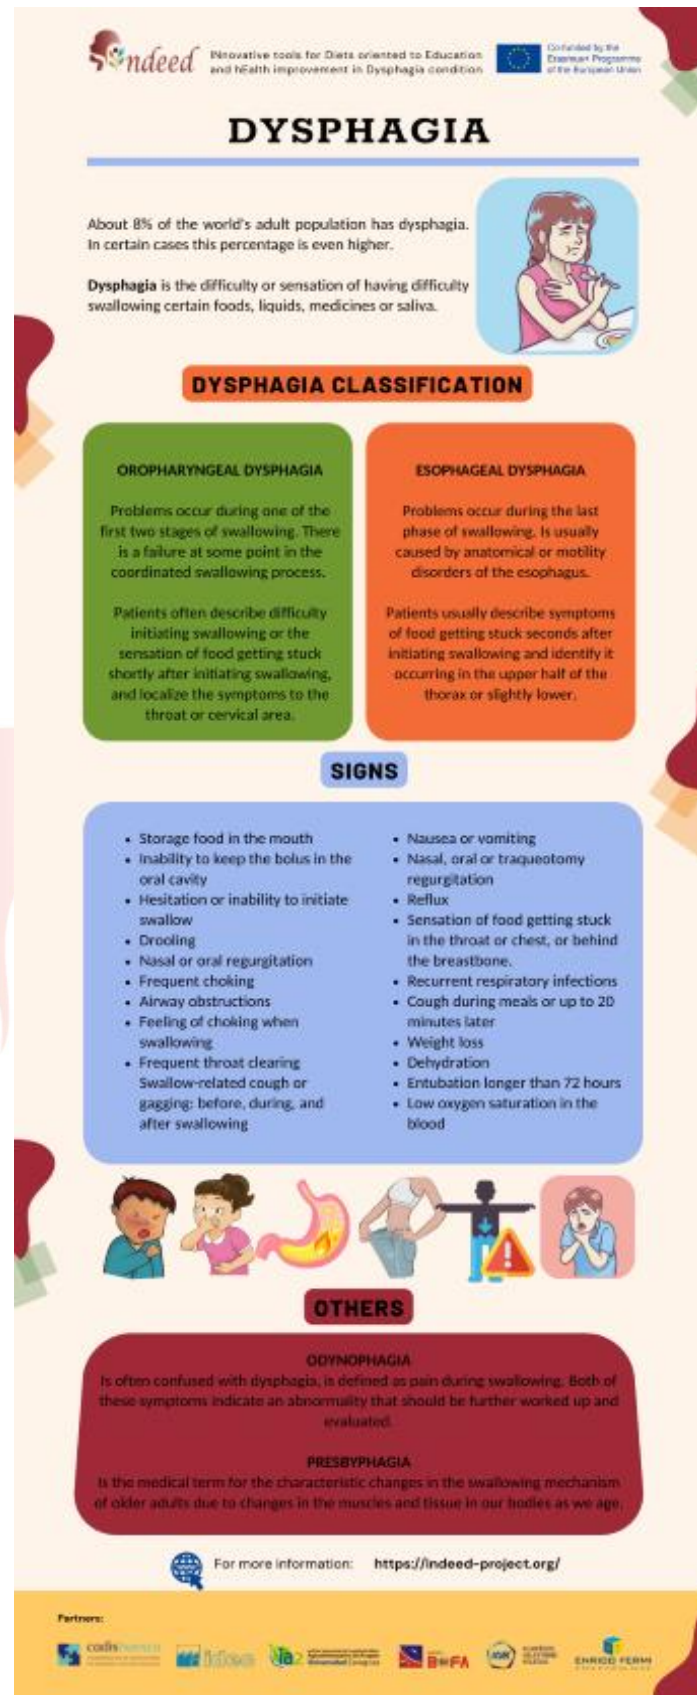 indeed
INnovative tools for Diets oriented to Education
and hEalth improvement in Dysphagia condition
Co-funded by the
Erasmus+ Programme
of the European Union
DYSPHAGIA
About 8% of the world's adult population has dysphagia.
In certain cases this percentage is even higher.
Dysphagia is the difficulty or sensation of having difficulty
swallowing certain foods, liquids, medicines or saliva.
DYSPHAGIA CLASSIFICATION
OROPHARYNGEAL DYSPHAGIA
Problems occur during one of the
first two stages of swallowing. There
is a failure at some point in the
coordinated swallowing process.
Patients often describe difficulty
initiating swallowing or the
sensation of food getting stuck
shortly after initiating swallowing,
and localize the symptoms to the
throat or cervical area.
ESOPHAGEAL DYSPHAGIA
Problems occur during the last
phase of swallowing. Is usually
caused by anatomical or motility
disorders of the esophagus.
Patients usually describe symptoms
of food getting stuck seconds after
initiating swallowing and identify it
occurring in the upper half of the
thorax or slightly lower.
SIGNS
• Storage food in the mouth
• Inability to keep the bolus in the
oral cavity
• Hesitation or inability to initiate
swallow
• Drooling
• Nasal or oral regurgitation
• Frequent choking
• Airway obstructions
• Feeling of choking when
swallowing
• Frequent throat clearing
Swallow-related cough or
gagging: before, during, and
after swallowing
• Nausea or vomiting
• Nasal, oral or traqueotomy
regurgitation
• Reflux
• Sensation of food getting stuck
in the throat or chest, or behind
the breastbone.
• Recurrent respiratory infections
• Cough during meals or up to 20
minutes later
• Weight loss
• Dehydration
• Entubation longer than 72 hours
• Low oxygen saturation in the
blood
OTHERS
ODYNOPHAGIA
Is often confused with dysphagia, is defined as pain during swallowing. Both of
these symptoms indicate an abnormality that should be further worked up and
evaluated.
PRESBYPHAGIA
Is the medical term for the characteristic changes in the swallowing mechanism
of older adults due to changes in the muscles and tissue in our bodies as we age.
For more information: https://indeed-project.org/
Partners:
ENRICO FERMI